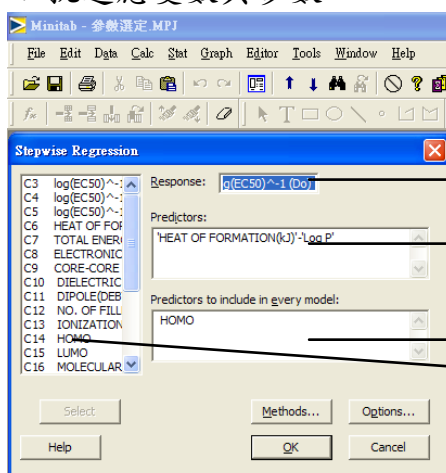 Minitab - 參數選定.MPJ
File Edit Data Calc Stat Graph Editor Tools Window Help
Stepwise Regression
C3 log(EC50)^-1
C4 log(EC50)^-:
C5 log(EC50)^-:
C6 HEAT OF FOF
C7 TOTAL ENER
C8 ELECTRONIC
C9 CORE-CORE
C10 DIELECTRIC
C11 DIPOLE(DEB
C12 NO. OF FILL
C13 IONIZATION
C14 HOMO
C15 LUMO
C16 MOLECULAR
Response: g(EC50)^-1 (Do)'
Predictors:
'HEAT OF FORMATION(kJ)'-'Log P'
Predictors to include in every model:
HOMO
Select
Methods... Options...
Help OK Cancel